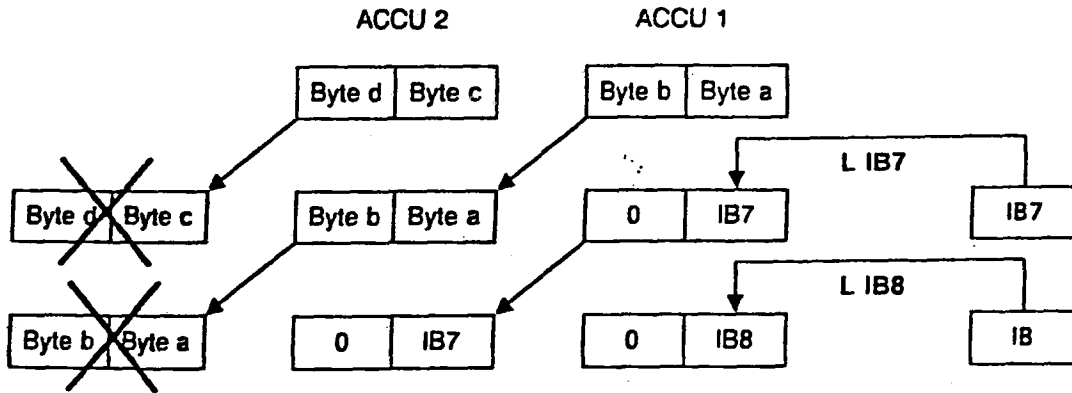 ACCU 2 ACCU 1
Byte d Byte c Byte b Byte a
L IB7
Byte d Byte c Byte b Byte a 0 IB7 IB7
L IB8
Byte b Byte a 0 IB7 0 IB8 IB